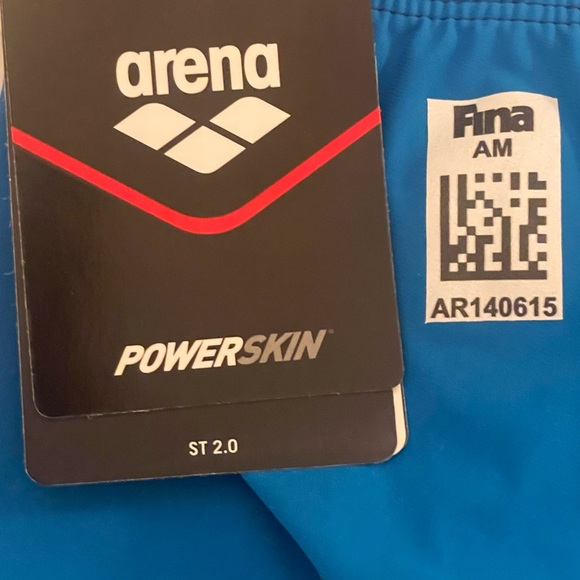 arena
POWERSKIN
ST 2.0
Fina
AM
AR140615